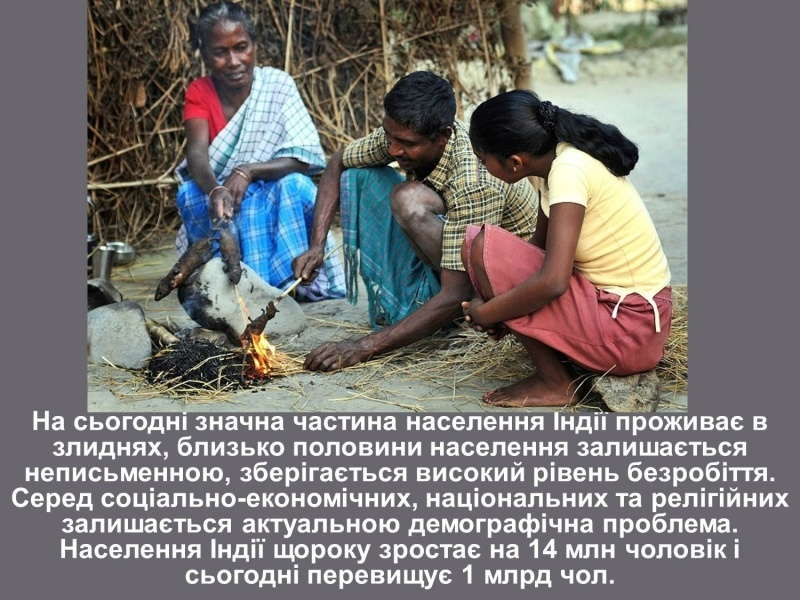 На сьогодні значна частина населення Індії проживає в
злиднях, близько половини населення залишається
неписьменною, зберігається високий рівень безробіття.
Серед соціально-економічних, національних та релігійних
залишається актуальною демографічна проблема.
Населення Індії щороку зростає на 14 млн чоловік і
сьогодні перевищує 1 млрд чол.